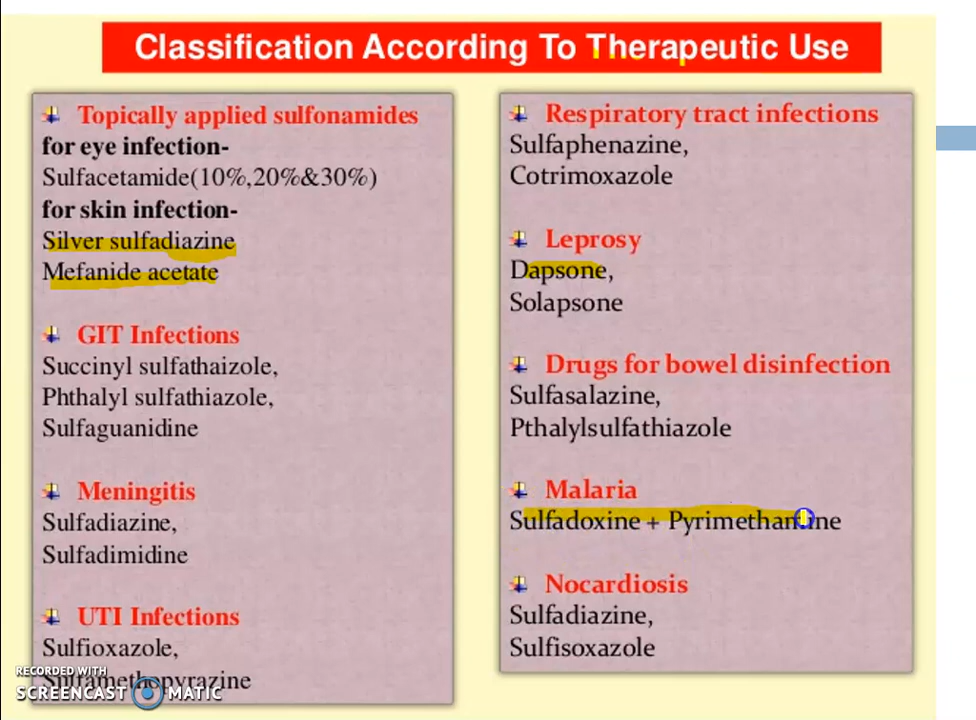 Classification According To Therapeutic Use
Topically applied sulfonamides
for eye infection-
Sulfacetamide(10%,20%&30%)
for skin infection-
Silver sulfadiazine
Mefanide acetate
GIT Infections
Succinyl sulfathaizole,
Phthalyl sulfathiazole,
Sulfaguanidine
Meningitis
Sulfadiazine,
Sulfadimidine
UTI Infections
Sulfioxazole,
Respiratory tract infections
Sulfaphenazine,
Cotrimoxazole
Leprosy
Dapsone,
Solapsone
Drugs for bowel disinfection
Sulfasalazine,
Pthalylsulfathiazole
Malaria
Sulfadoxine + Pyrimethamine
Nocardiosis
Sulfadiazine,
Sulfisoxazole
RECORDED WITH
SCREENCAST MATIC